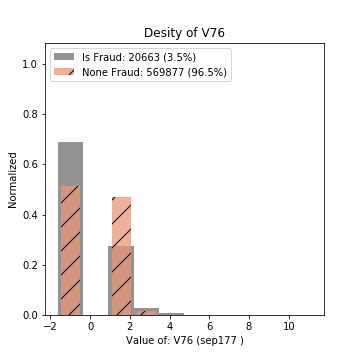 Desity of V76
Is Fraud: 20663 (3.5%)
None Fraud: 569877 (96.5%)
Normalized
1.0
0.8
0.6
0.4
0.2
0.0
−2 0 2 4 6 8 10
Value of: V76 (sep177 )